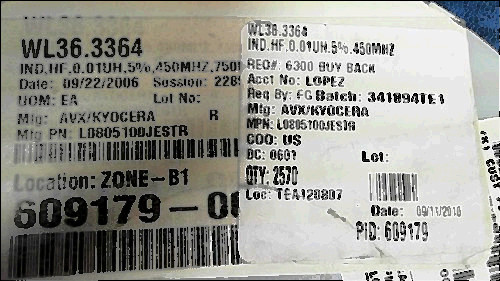 WL36.3364
IND.HF.0.01UH,5%,450MHZ,750
Date: 09/22/2006 Session: 228
UOM: EA Lot No:
Mfg: AVX/KYOCERA R
Mfg PN: L0805100JESTR
Location: ZONE-B1
609179-0
WL36.3364
IND.HF.0.01UH,5%,450MHZ
REQ#: 6300 BUY BACK
Acct No: LOPEZ
Req By: FG Batch: 341894TE1
Mfg: AVX/KYOCERA
MPN: L0805100JESTR
COO: US
DC: 0601 Lot:
QTY: 2570
Loc: TEA120807
Date: 09/11/2018
PID: 609179